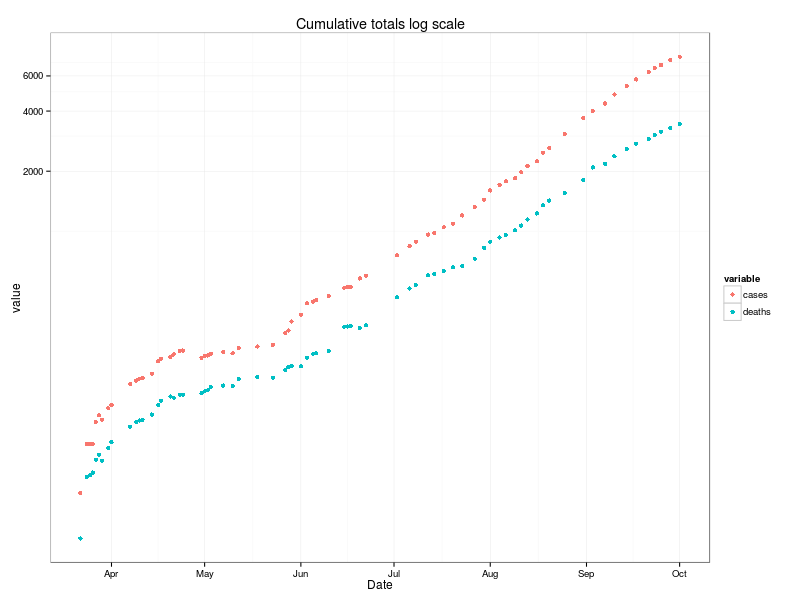 Cumulative totals log scale
6000
4000
2000
value
Apr May Jun Jul Aug Sep Oct
Date
variable
cases
deaths